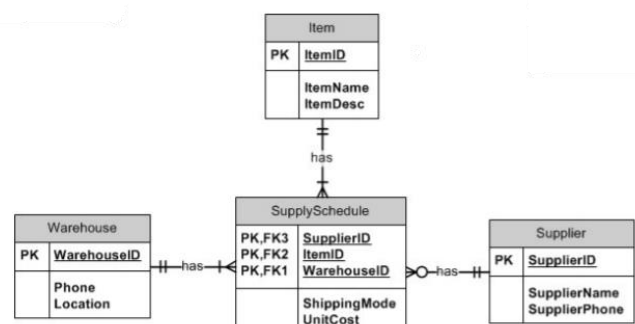 Item
PK ItemID
ItemName
ItemDesc
has
SupplySchedule
PK,FK3 SupplierID
PK,FK2 ItemID
PK,FK1 WarehouseID
ShippingMode
UnitCost
Warehouse
PK WarehouseID
Phone
Location
has
has
Supplier
PK SupplierID
SupplierName
SupplierPhone